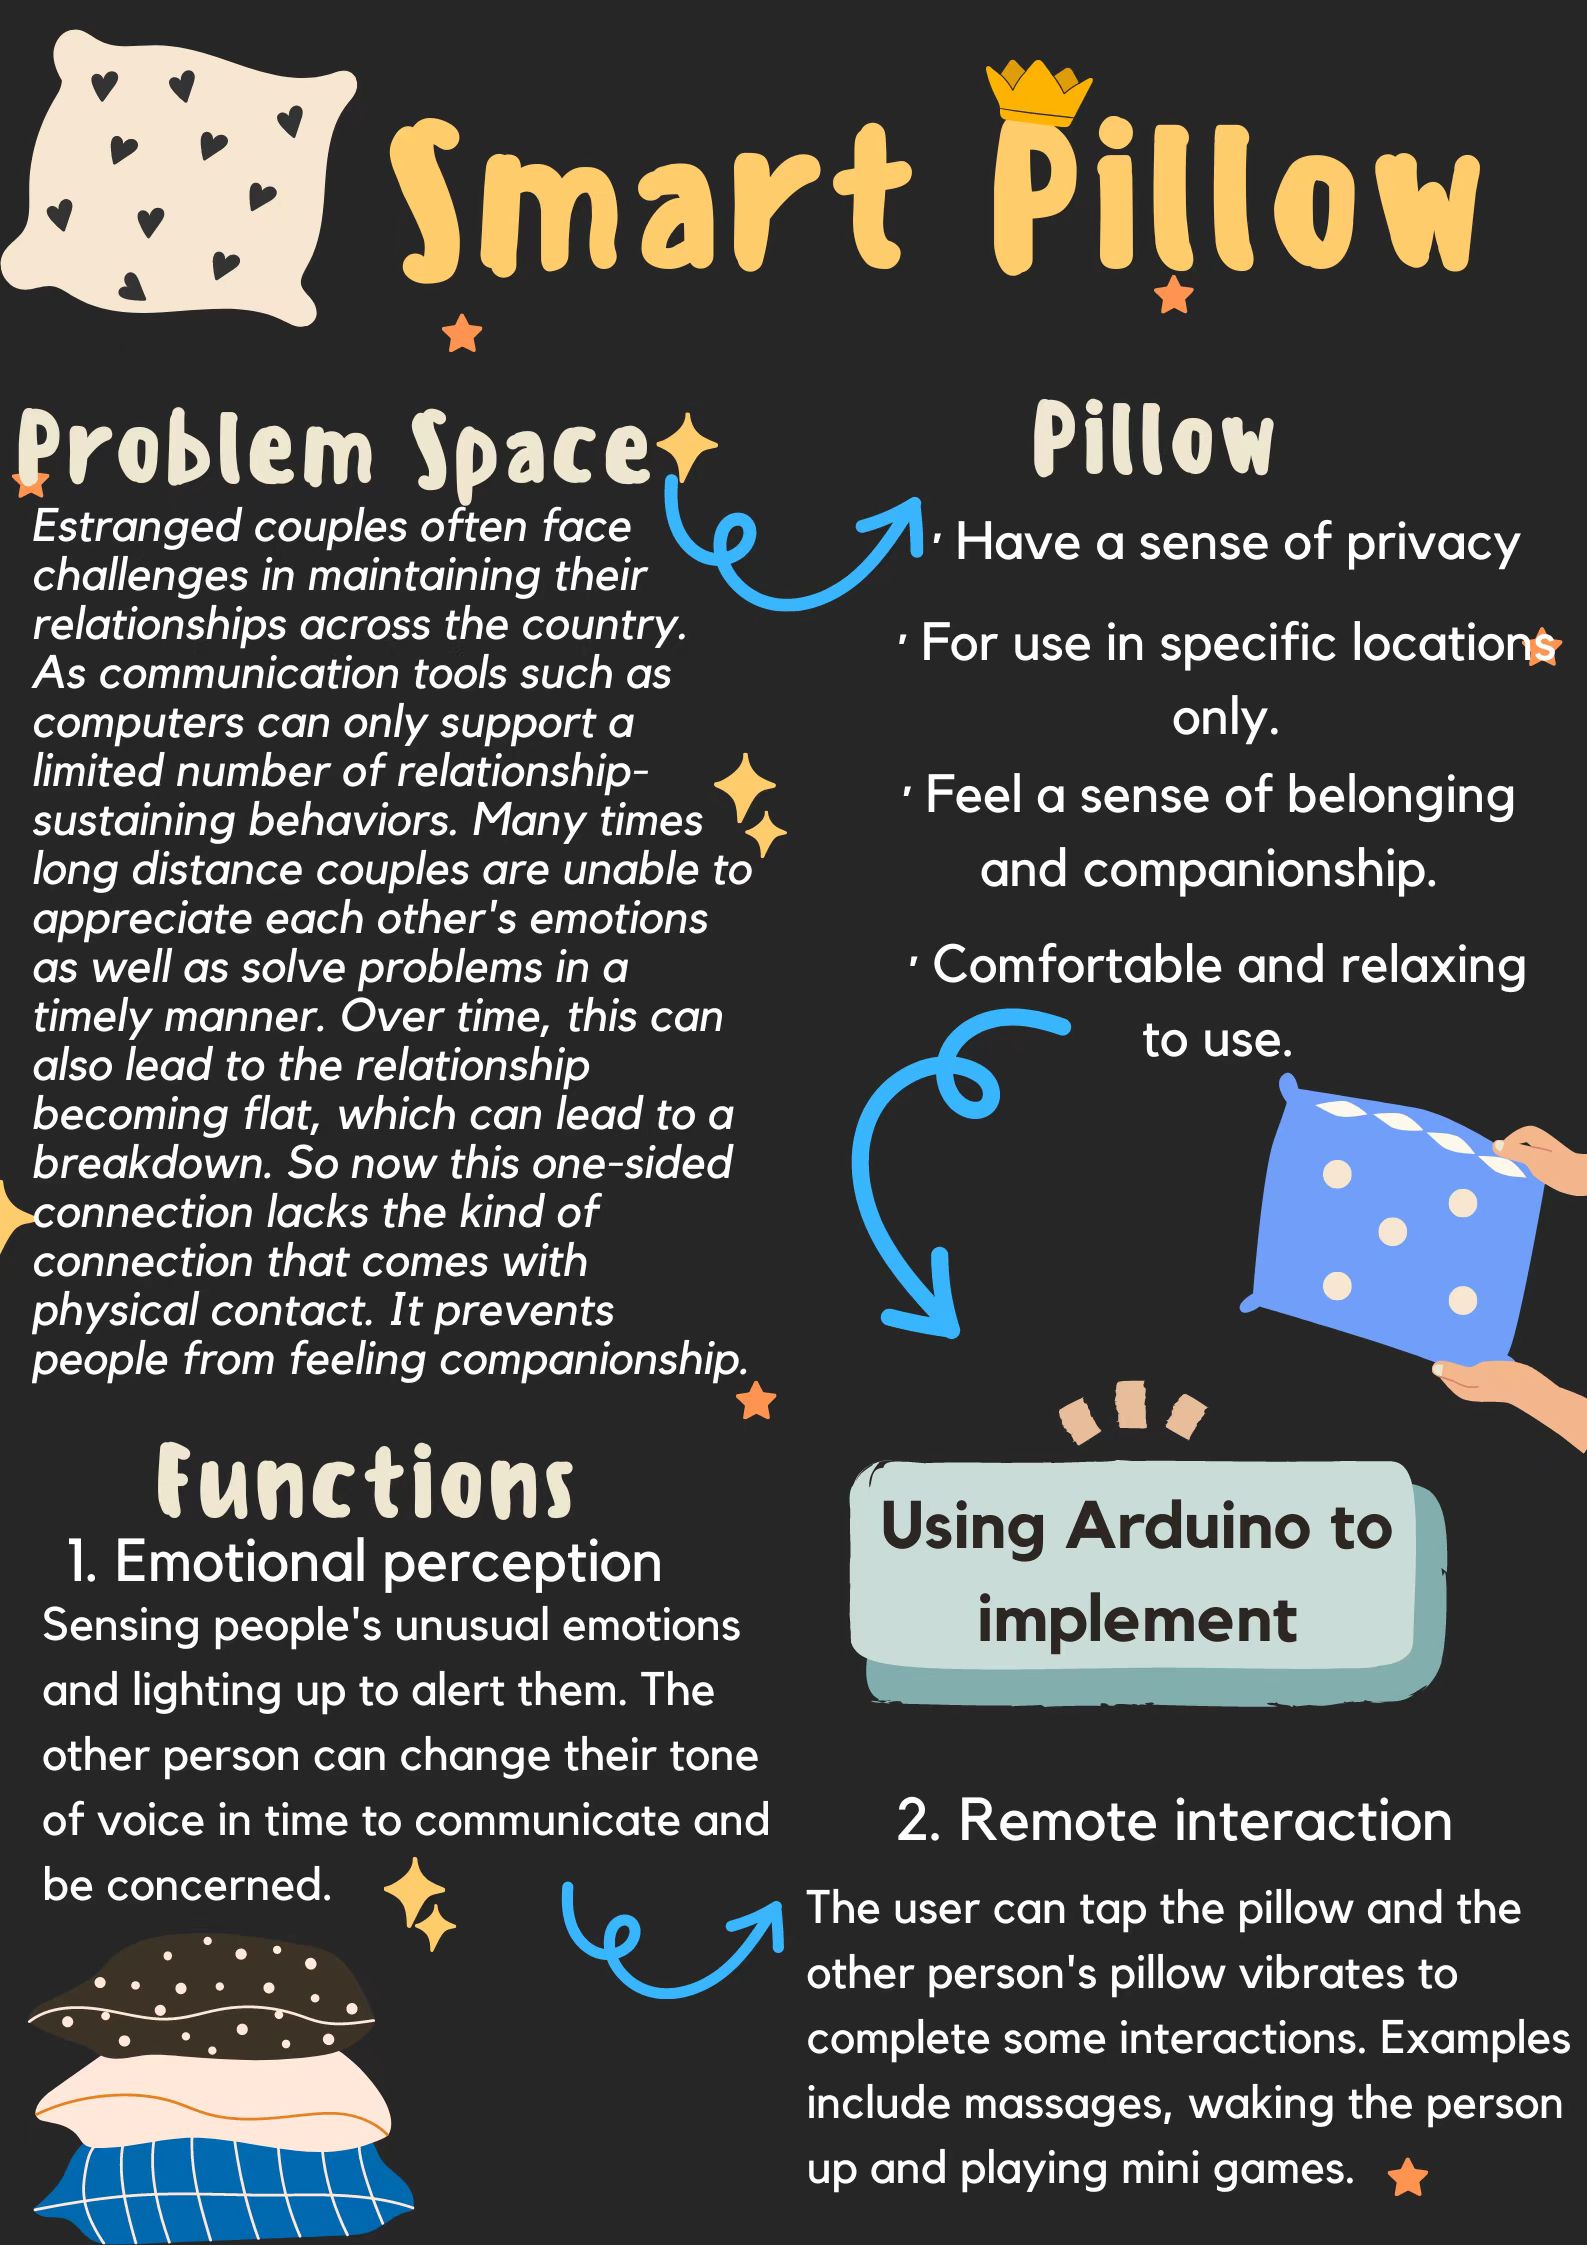 Smart Pillow
Problem Space
Estranged couples often face
challenges in maintaining their
relationships across the country.
As communication tools such as
computers can only support a
limited number of relationship-
sustaining behaviors. Many times
long distance couples are unable to
appreciate each other's emotions
as well as solve problems in a
timely manner. Over time, this can
also lead to the relationship
becoming flat, which can lead to a
breakdown. So now this one-sided
connection lacks the kind of
connection that comes with
physical contact. It prevents
people from feeling companionship.
Pillow
' Have a sense of privacy
' For use in specific locations
only.
' Feel a sense of belonging
and companionship.
' Comfortable and relaxing
to use.
Using Arduino to
implement
Functions
1. Emotional perception
Sensing people's unusual emotions
and lighting up to alert them. The
other person can change their tone
of voice in time to communicate and
be concerned.
2. Remote interaction
The user can tap the pillow and the
other person's pillow vibrates to
complete some interactions. Examples
include massages, waking the person
up and playing mini games.